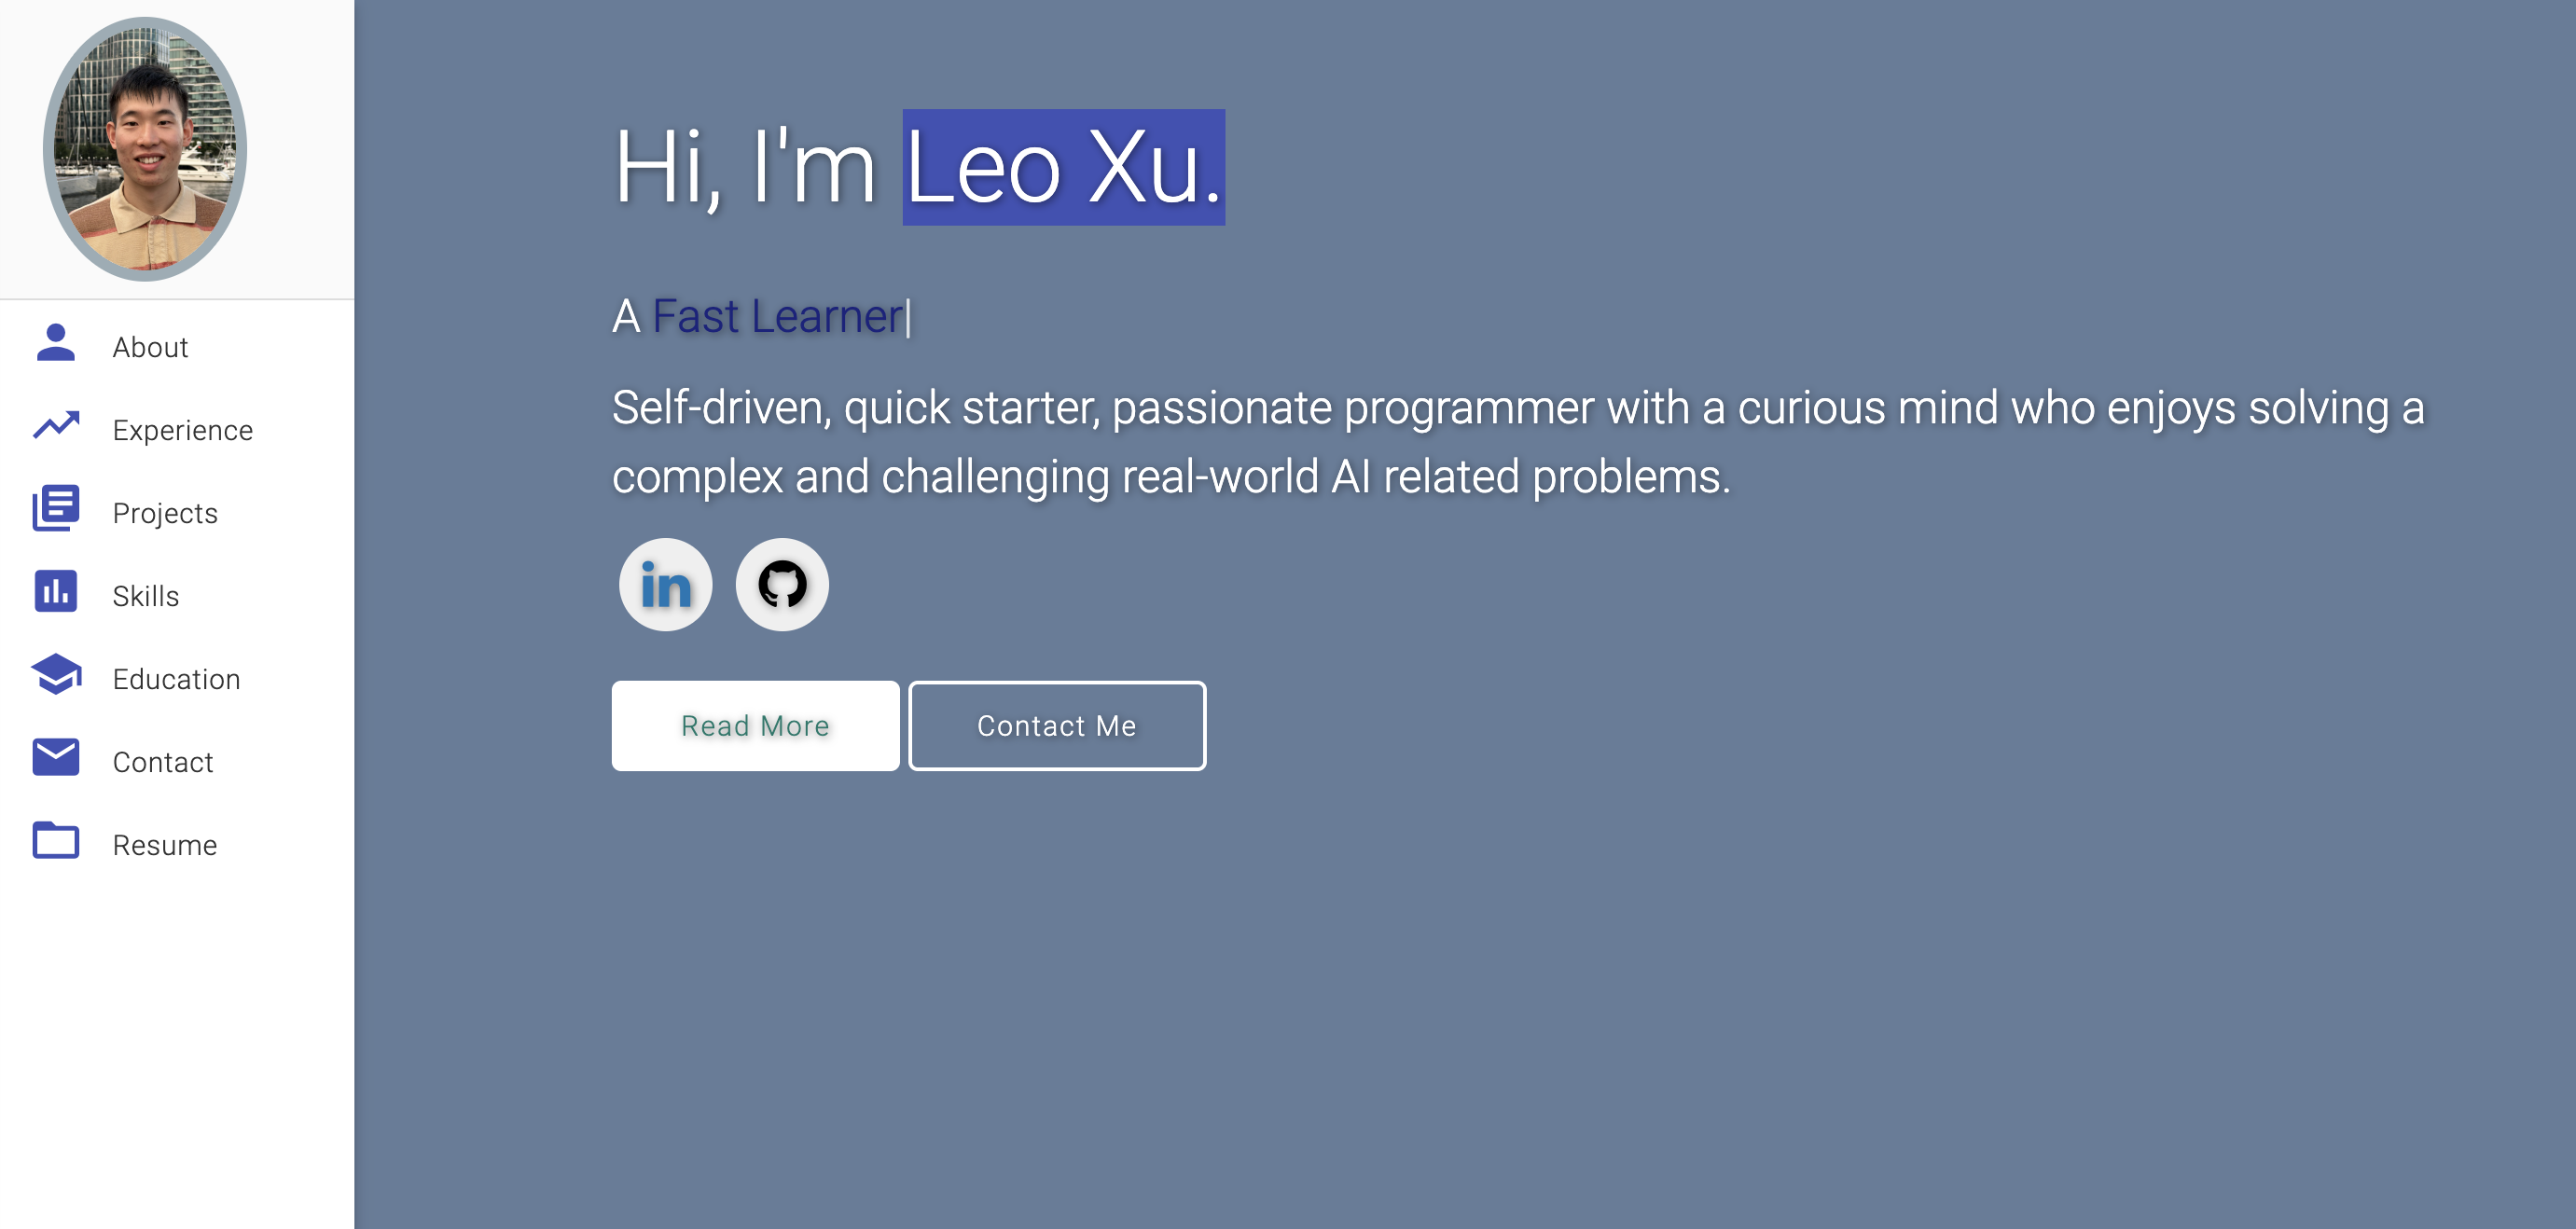 Hi, I'm Leo Xu.
A Fast Learner|
Self-driven, quick starter, passionate programmer with a curious mind who enjoys solving a
complex and challenging real-world AI related problems.
in
Read More
Contact Me
About
Experience
Projects
Skills
Education
Contact
Resume